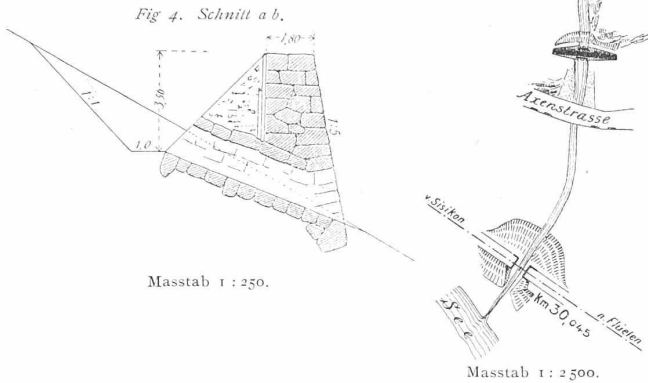 Fig 4. Schnitt a b.
1,80
3,50
1:1
1,0
1:5
Masstab 1 : 250.
Axenstrasse
v. Sisikon
Km 30,045
n. Flüelen
See
Masstab 1 : 2500.